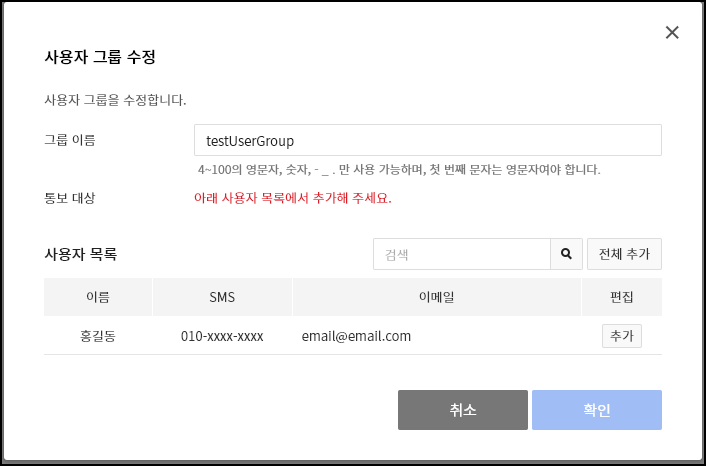 사용자 그룹 수정
사용자 그룹을 수정합니다.
그룹 이름
testUserGroup
4~100의 영문자, 숫자, - _ . 만 사용 가능하며, 첫 번째 문자는 영문자여야 합니다.
통보 대상
아래 사용자 목록에서 추가해 주세요.
사용자 목록
검색
전체 추가
이름 SMS 이메일 편집
홍길동 010-xxxx-xxxx email@email.com 추가
취소 확인